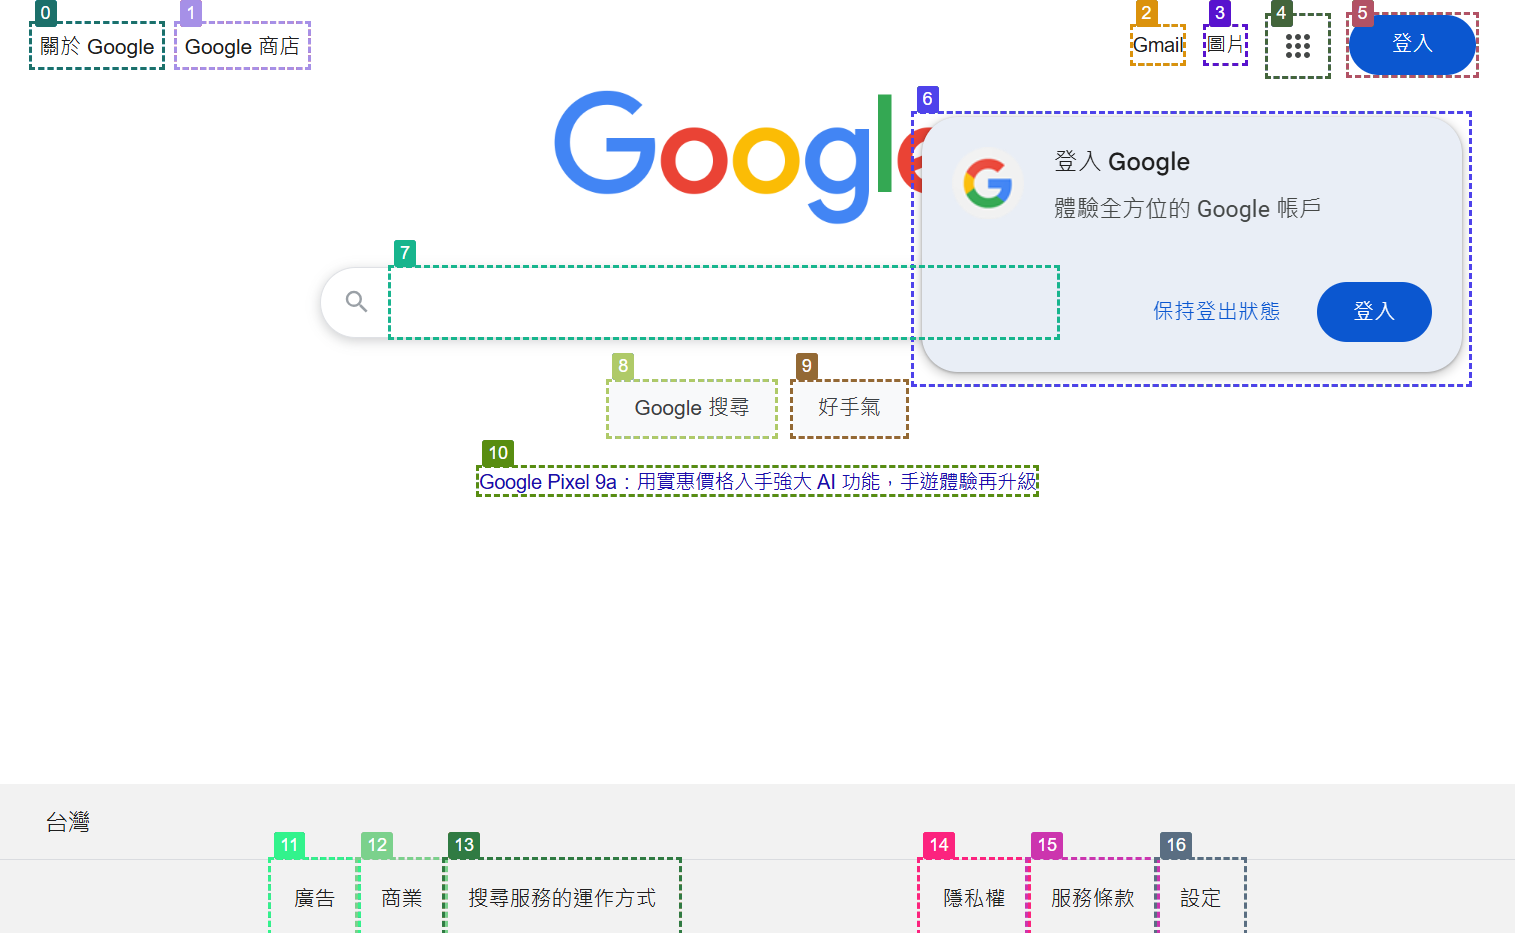 0
1
2
3
4
5
關於 Google
Google 商店
Gmail
圖片
登入
6
Google
登入 Google
體驗全方位的 Google 帳戶
7
保持登出狀態
登入
8
9
Google 搜尋
好手氣
10
Google Pixel 9a：用實惠價格入手強大 AI 功能，手遊體驗再升級
台灣
11
12
13
14
15
16
廣告
商業
搜尋服務的運作方式
隱私權
服務條款
設定